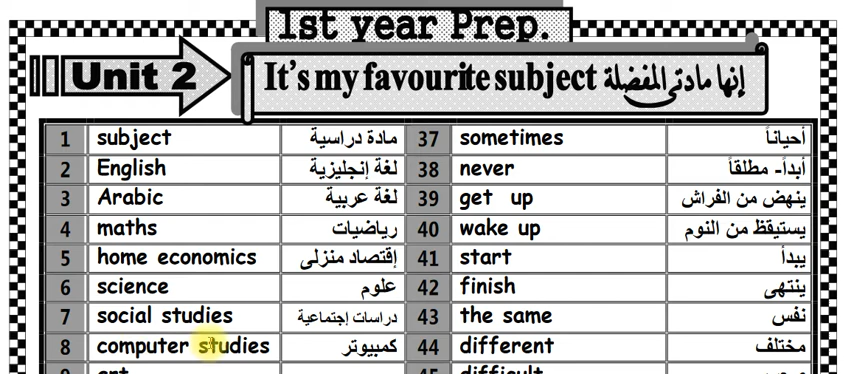 1st year Prep.
Unit 2
It's my favourite subject إنها مادتى المفضلة
1 subject مادة دراسية 37 sometimes أحياناً
2 English لغة إنجليزية 38 never أبداً- مطلقاً
3 Arabic لغة عربية 39 get up ينهض من الفراش
4 maths رياضيات 40 wake up يستيقظ من النوم
5 home economics إقتصاد منزلى 41 start يبدأ
6 science علوم 42 finish ينتهى
7 social studies دراسات إجتماعية 43 the same نفس
8 computer studies كمبيوتر 44 different مختلف